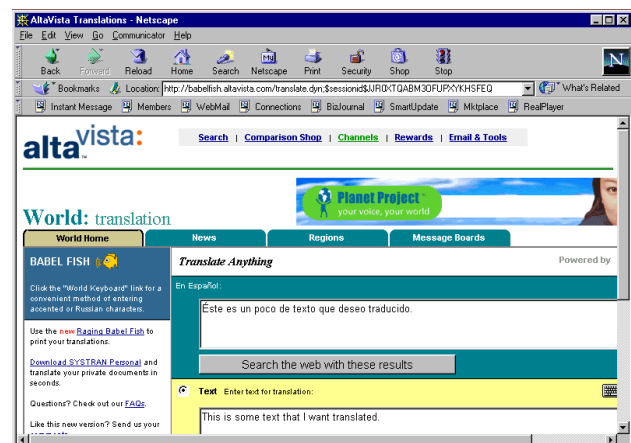 AltaVista Translations - Netscape
File Edit View Go Communicator Help
Back Forward Reload Home Search Netscape Print Security Shop Stop
Bookmarks Location: http://babelfish.altavista.com/translate.dyn;$sessionid$JJR0XTQABM3OFUPXYKHSFEQ What's Related
Instant Message Members WebMail Connections BizJournal SmartUpdate Mktplace RealPlayer
altavista:
Search | Comparison Shop | Channels | Rewards | Email & Tools
Planet Project
your voice, your world
World: translation
World Home News Regions Message Boards
BABEL FISH
Click the "World Keyboard" link for a
convenient method of entering
accented or Russian characters.
Use the new Raging Babel Fish to
print your translations.
Download SYSTRAN Personal and
translate your private documents in
seconds.
Questions? Check out our FAQs.
Like this new version? Send us your
Translate Anything Powered by
En Español:
Éste es un poco de texto que deseo traducido.
Search the web with these results
Text Enter text for translation:
This is some text that I want translated.